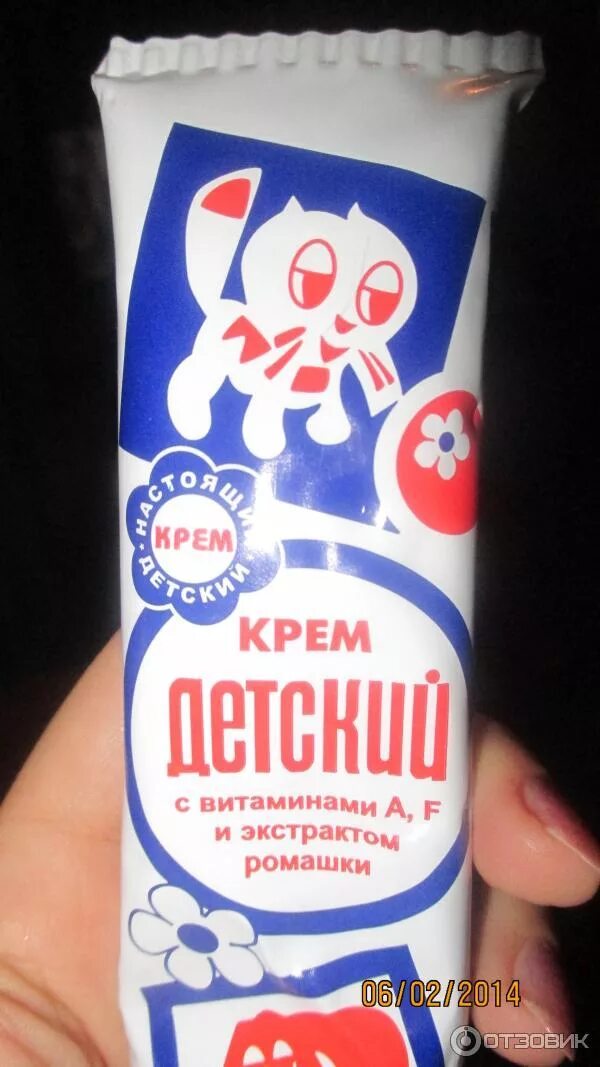 НАСТОЯЩИЙ
КРЕМ
* ДЕТСКИЙ
КРЕМ
ДЕТСКИЙ
с витаминами А, F
и экстрактом
ромашки
06/02/2014
ОТЗОВИК